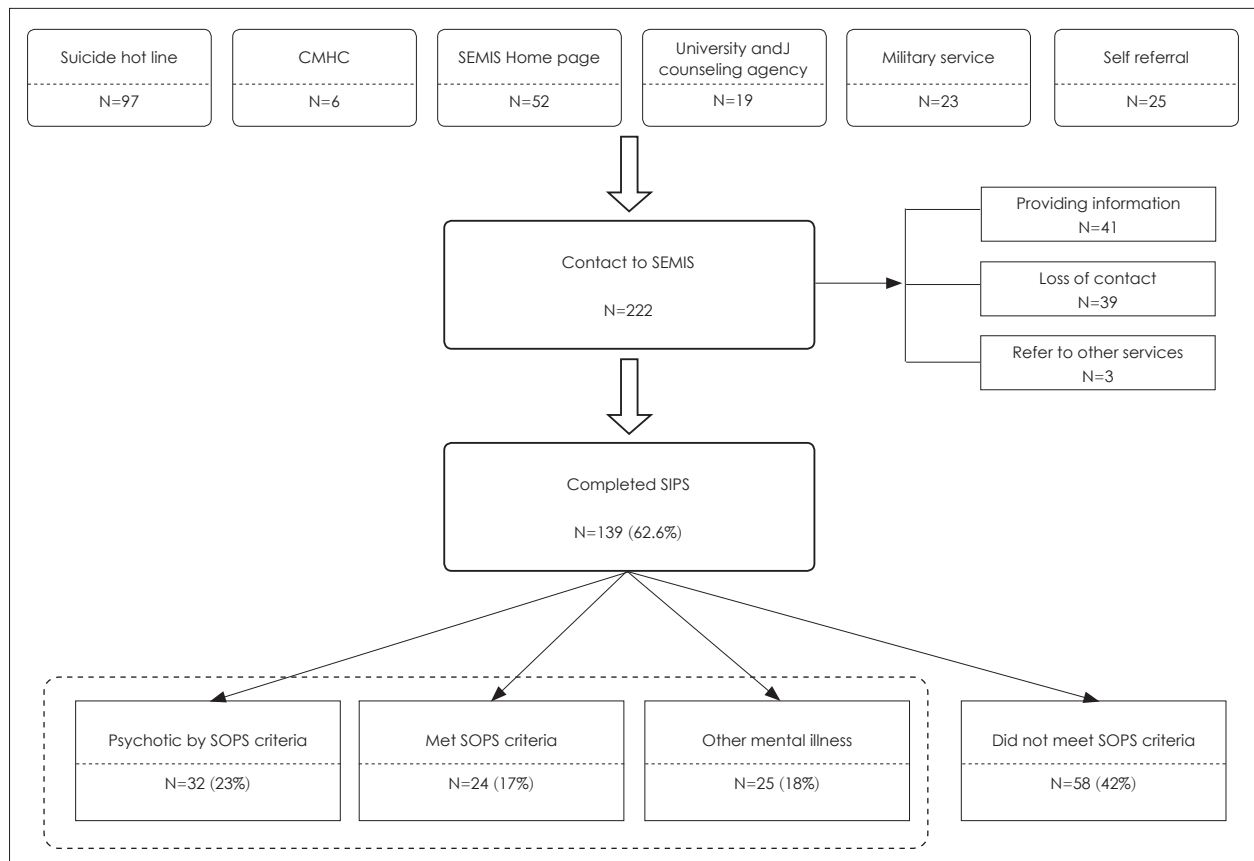 Suicide hot line
N=97
CMHC
N=6
SEMIS Home page
N=52
University andJ
counseling agency
N=19
Military service
N=23
Self referral
N=25
Contact to SEMIS
N=222
Providing information
N=41
Loss of contact
N=39
Refer to other services
N=3
Completed SIPS
N=139 (62.6%)
Psychotic by SOPS criteria
N=32 (23%)
Met SOPS criteria
N=24 (17%)
Other mental illness
N=25 (18%)
Did not meet SOPS criteria
N=58 (42%)